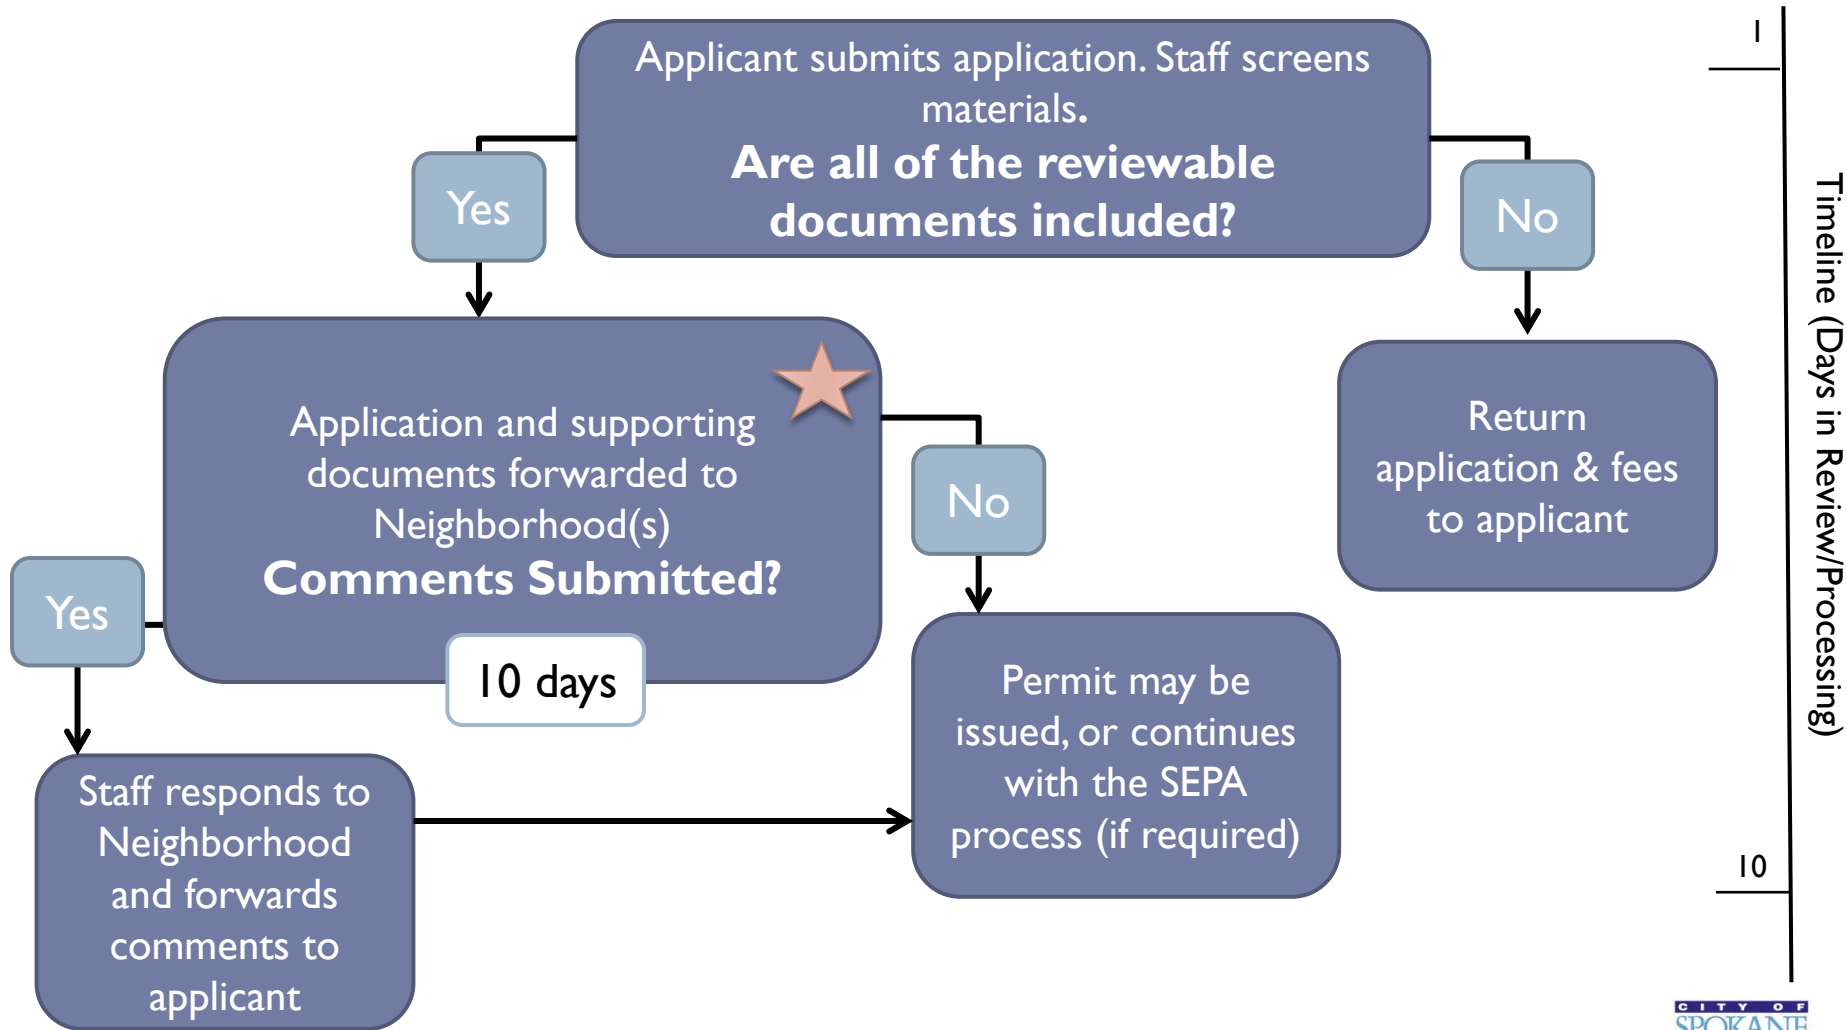 Applicant submits application. Staff screens
materials.
Are all of the reviewable
documents included?
Yes
No
Application and supporting
documents forwarded to
Neighborhood(s)
Comments Submitted?
10 days
Yes
No
Return
application & fees
to applicant
Staff responds to
Neighborhood
and forwards
comments to
applicant
Permit may be
issued, or continues
with the SEPA
process (if required)
1
10
Timeline (Days in Review/Processing)
CITY OF
SPOKANE